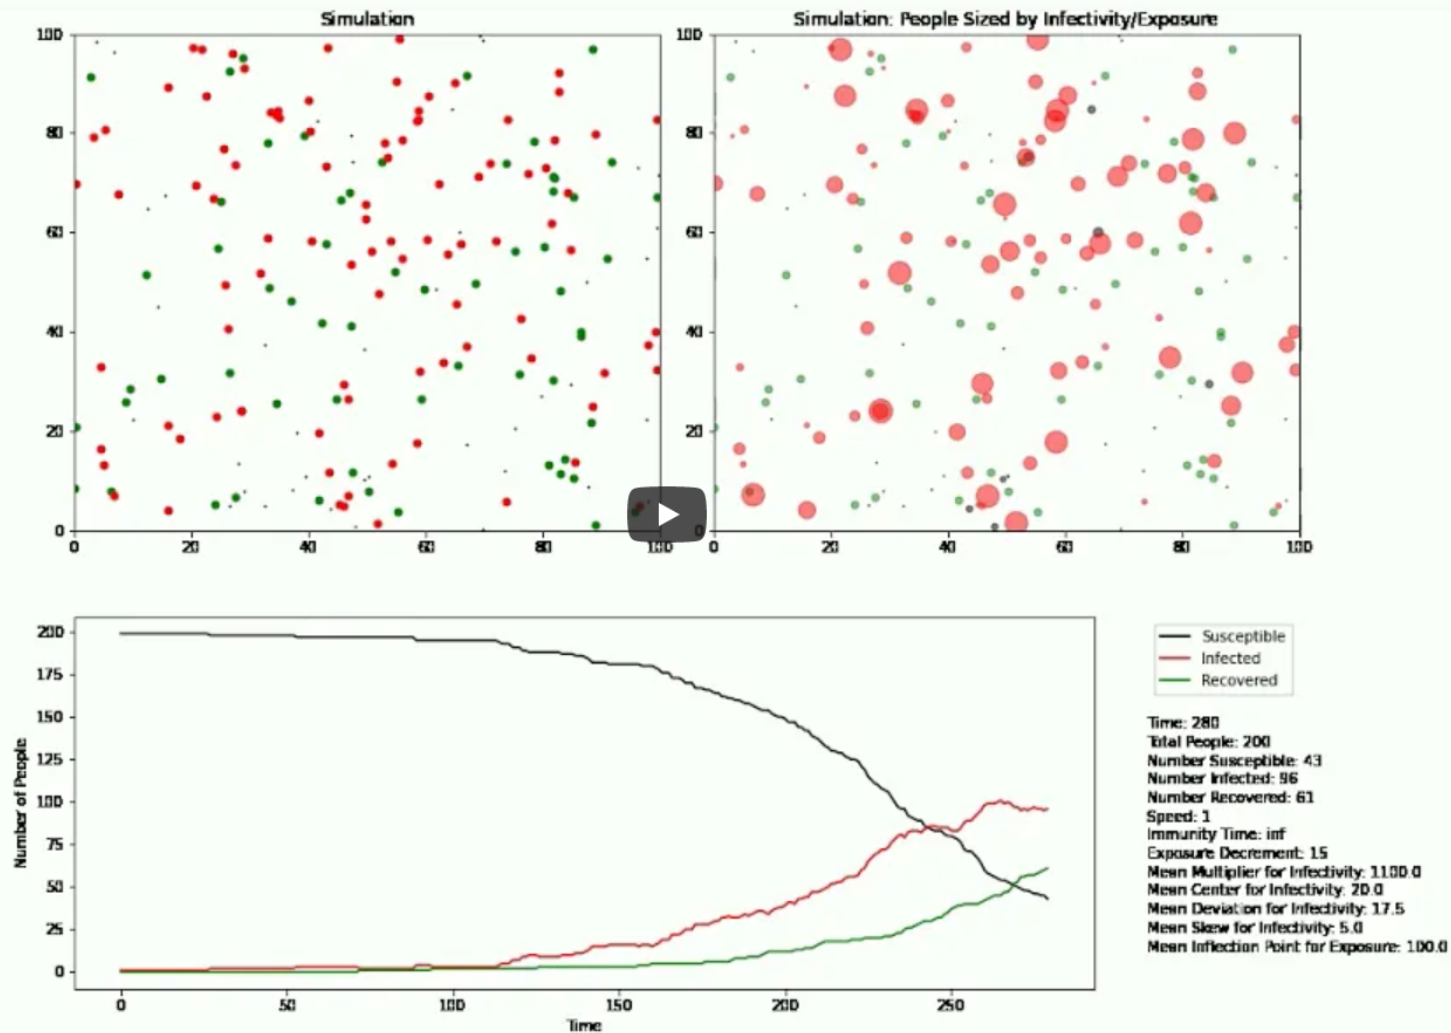 Simulation
Simulation: People Sized by Infectivity/Exposure
100
80
60
40
20
0
0 20 40 60 80 100
100
80
60
40
20
0
0 20 40 60 80 100
200
175
150
125
100
75
50
25
0
Number of People
0 50 100 150 200 250
Time
Susceptible
Infected
Recovered
Time: 280
Total People: 200
Number Susceptible: 43
Number Infected: 96
Number Recovered: 61
Speed: 1
Immunity Time: inf
Exposure Decrement: 15
Mean Multiplier for Infectivity: 1100.0
Mean Center for Infectivity: 20.0
Mean Deviation for Infectivity: 17.5
Mean Skew for Infectivity: 5.0
Mean Inflection Point for Exposure: 100.0